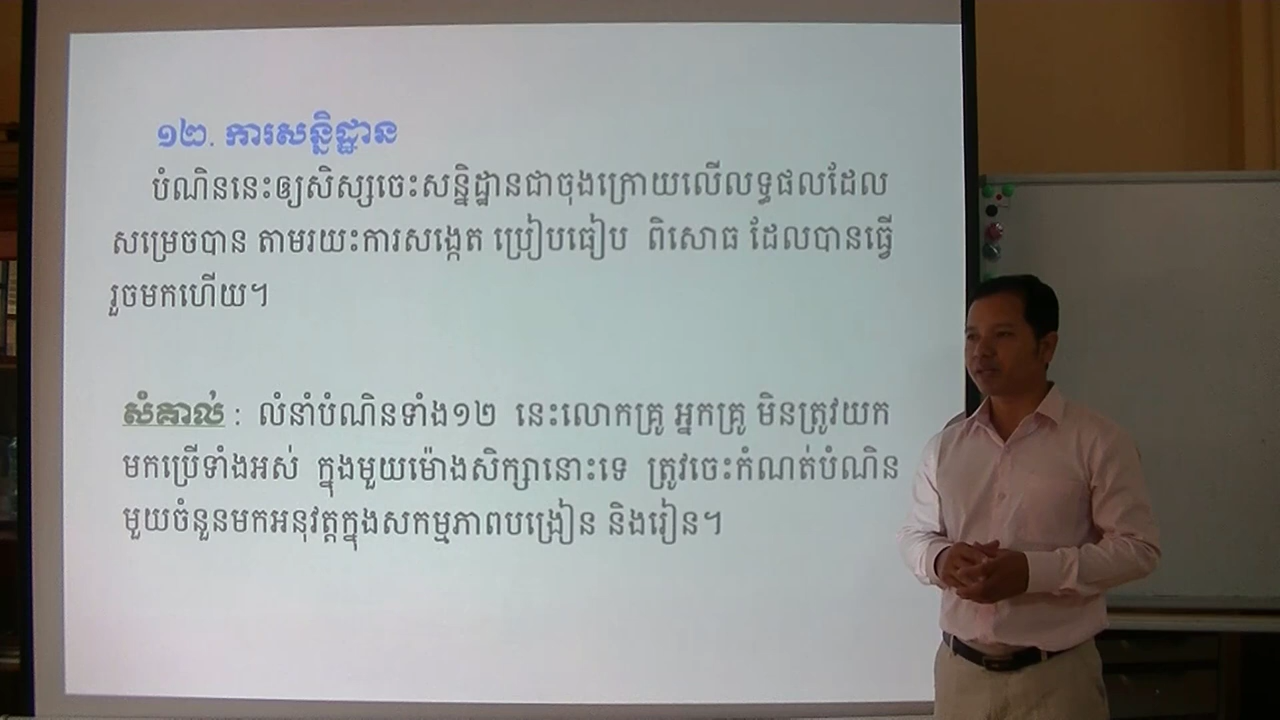 ១២. ការសន្និដ្ឋាន
បំណិននេះឲ្យសិស្សចេះសន្និដ្ឋានជាចុងក្រោយលើលទ្ធផលដែល
សម្រេចបាន តាមរយះការសង្កេត ប្រៀបធៀប ពិសោធ ដែលបានធ្វើ
រួចមកហើយ។
សំគាល់ : លំនាំបំណិនទាំង១២ នេះលោកគ្រូ អ្នកគ្រូ មិនត្រូវយក
មកប្រើទាំងអស់ ក្នុងមួយម៉ោងសិក្សានោះទេ ត្រូវចេះកំណត់បំណិន
មួយចំនួនមកអនុវត្តក្នុងសកម្មភាពបង្រៀន និងរៀន។